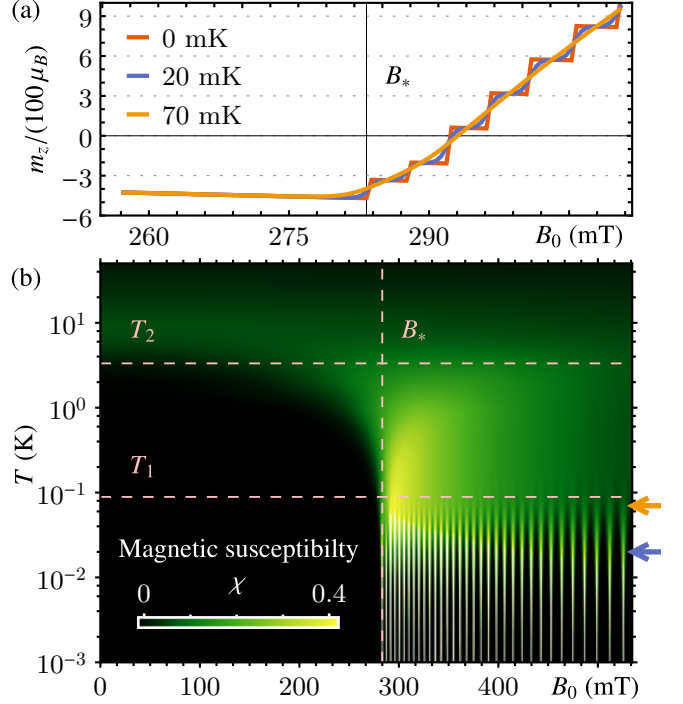 (a)
m_z/(100 μ_B)
9
6
3
0
−3
−6
0 mK
20 mK
70 mK
B_*
260
275
290
B_0 (mT)
(b)
T (K)
10^1
10^0
10^−1
10^−2
10^−3
T_2
B_*
T_1
Magnetic susceptibilty
χ
0
0.4
0
100
200
300
400
B_0 (mT)